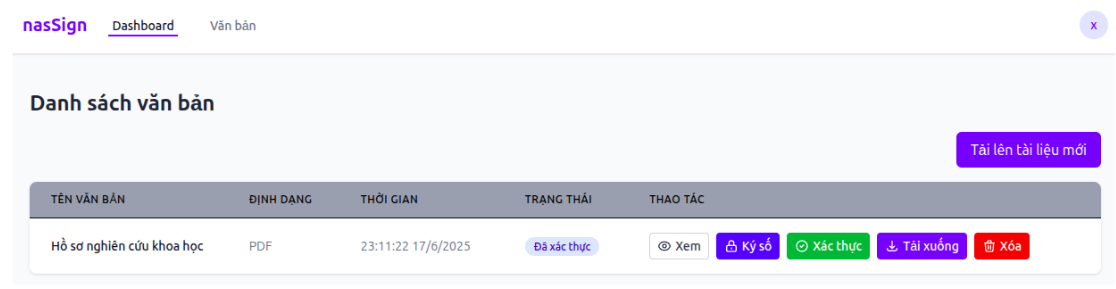 nasSign Dashboard Văn bản x
Danh sách văn bản
Tải lên tài liệu mới
TÊN VĂN BẢN ĐỊNH DẠNG THỜI GIAN TRẠNG THÁI THAO TÁC
Hồ sơ nghiên cứu khoa học PDF 23:11:22 17/6/2025 Đã xác thực Xem Ký số Xác thực Tải xuống Xóa